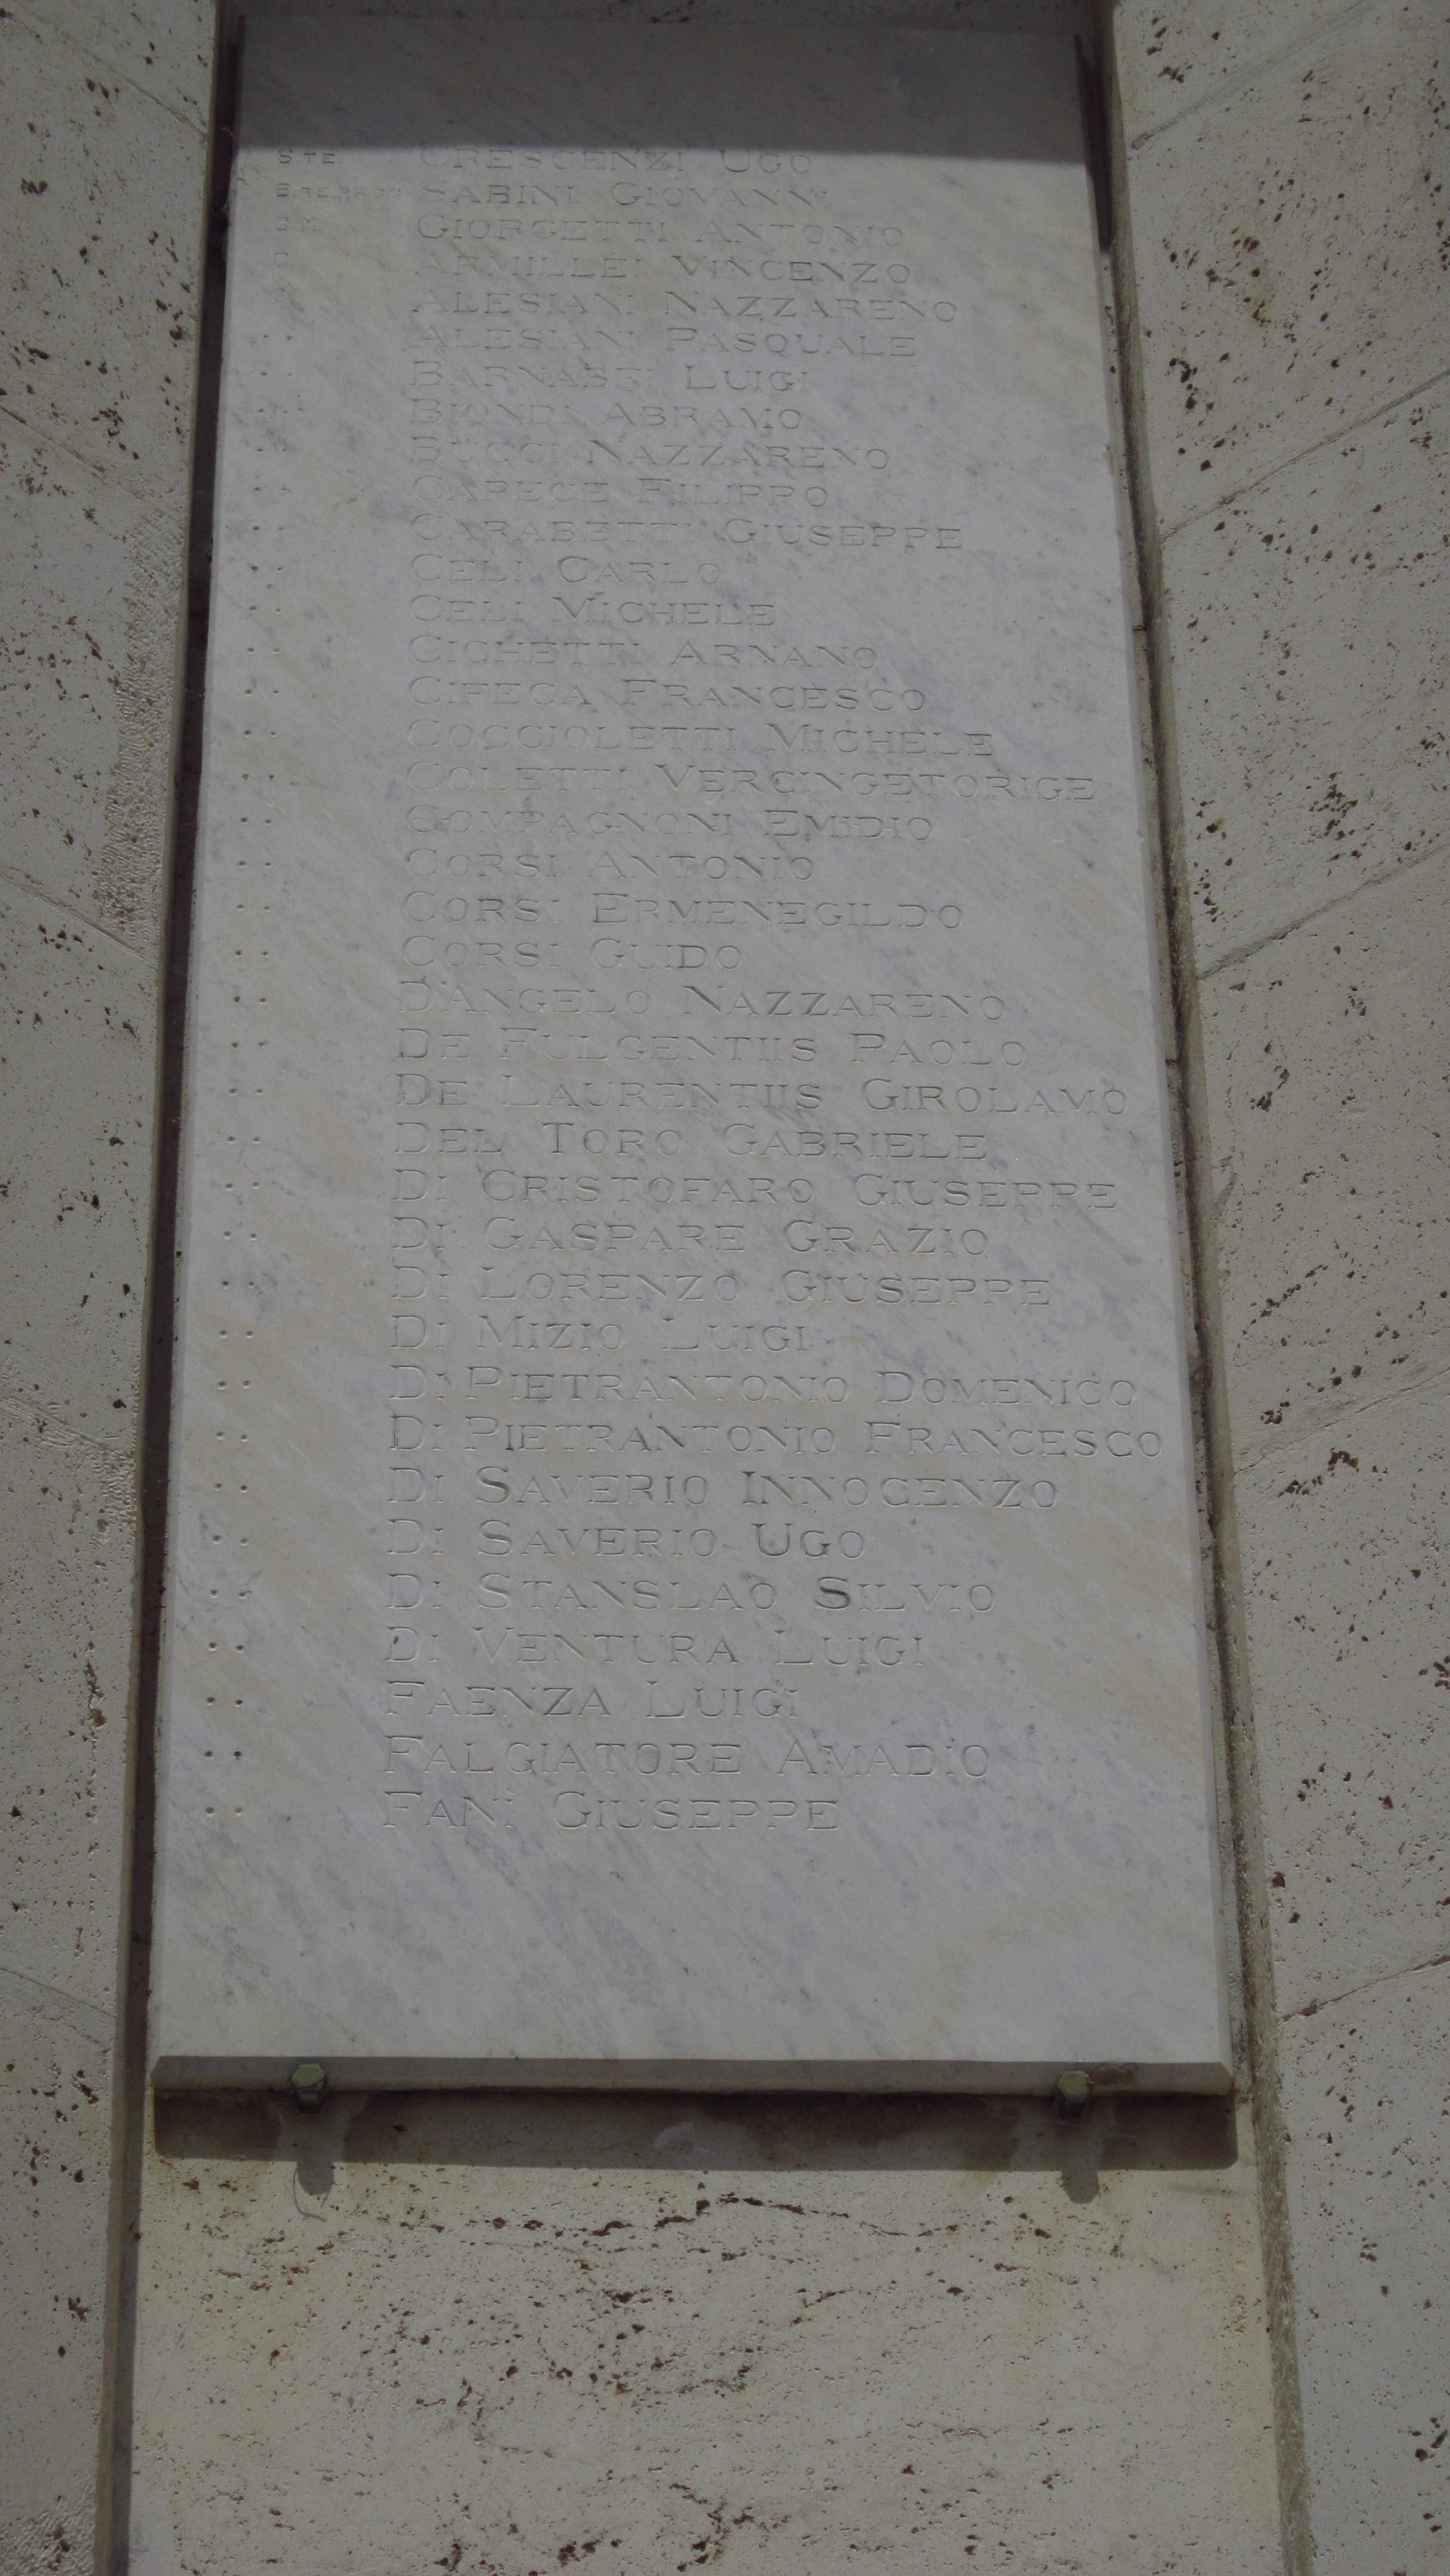 S.TE CRESCENZI UGO
SABINI GIOVANNI
C.M. GIORGETTI ANTONIO
C. ARMILLEI VINCENZO
ALESIANI NAZZARENO
.. ALESIANI PASQUALE
.. BARNABEI LUIGI
.. BIONDI ABRAMO
.. BUCCI NAZZARENO
.. CAPECE FILIPPO
.. CARABETTI GIUSEPPE
.. CELI CARLO
.. CELI MICHELE
.. CICHETTI ARNANO
.. CIFECA FRANCESCO
.. COCCIOLETTI MICHELE
.. COLETTI VERCINGETORIGE
.. COMPAGNONI EMIDIO
.. CORSI ANTONIO
.. CORSI ERMENEGILDO
.. CORSI GUIDO
.. D'ANGELO NAZZARENO
.. DE FULGENTIIS PAOLO
.. DE LAURENTIIS GIROLAMO
.. DEL TORO GABRIELE
.. DI CRISTOFARO GIUSEPPE
.. DI GASPARE GRAZIO
.. DI LORENZO GIUSEPPE
.. DI MIZIO LUIGI
.. DI PIETRANTONIO DOMENICO
.. DI PIETRANTONIO FRANCESCO
.. DI SAVERIO INNOCENZO
.. DI SAVERIO UGO
.. DI STANSLAO SILVIO
.. DI VENTURA LUIGI
.. FAENZA LUIGI
.. FALGIATORE AMADIO
.. FANI GIUSEPPE